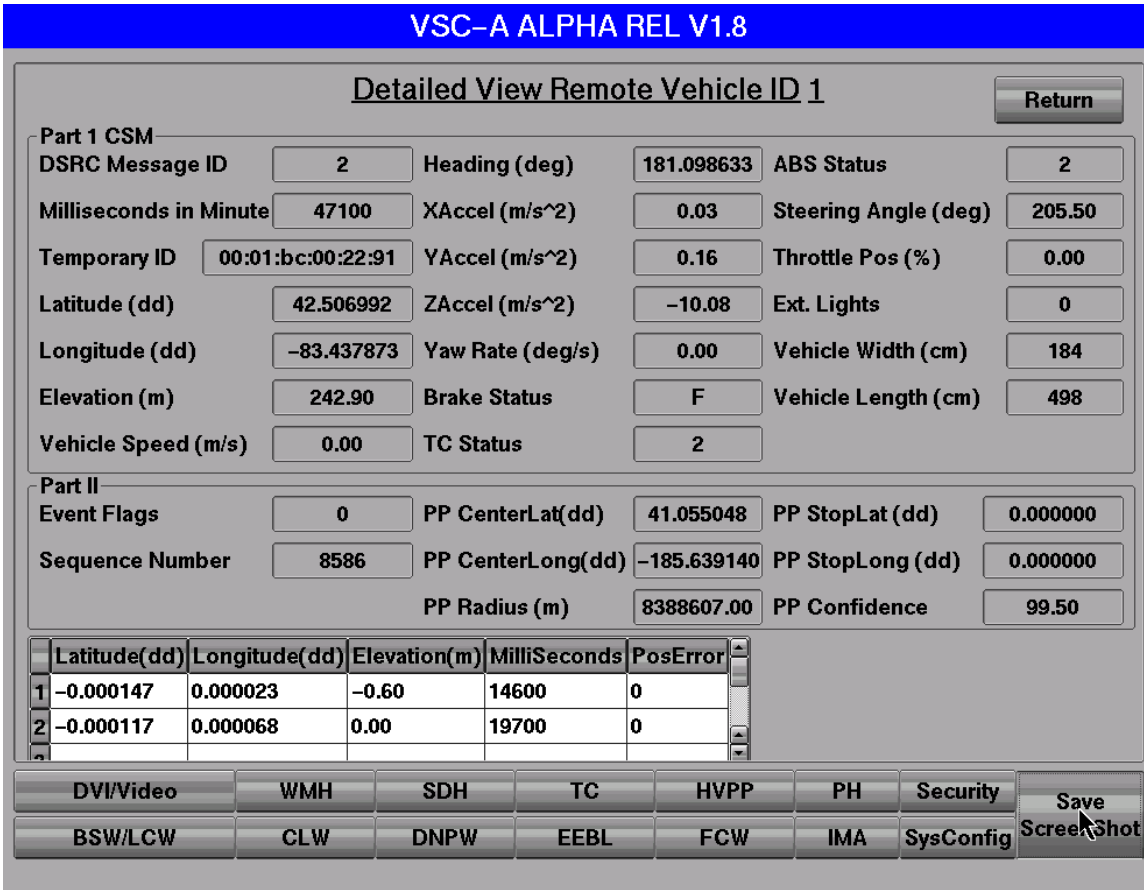 VSC-A ALPHA REL V1.8
Detailed View Remote Vehicle ID 1
Return
Part 1 CSM
DSRC Message ID 2 Heading (deg) 181.098633 ABS Status 2
Milliseconds in Minute 47100 XAccel (m/s^2) 0.03 Steering Angle (deg) 205.50
Temporary ID 00:01:bc:00:22:91 YAccel (m/s^2) 0.16 Throttle Pos (%) 0.00
Latitude (dd) 42.506992 ZAccel (m/s^2) -10.08 Ext. Lights 0
Longitude (dd) -83.437873 Yaw Rate (deg/s) 0.00 Vehicle Width (cm) 184
Elevation (m) 242.90 Brake Status F Vehicle Length (cm) 498
Vehicle Speed (m/s) 0.00 TC Status 2
Part II
Event Flags 0 PP CenterLat(dd) 41.055048 PP StopLat (dd) 0.000000
Sequence Number 8586 PP CenterLong(dd) -185.639140 PP StopLong (dd) 0.000000
PP Radius (m) 8388607.00 PP Confidence 99.50
Latitude(dd) Longitude(dd) Elevation(m) MilliSeconds PosError
1 -0.000147 0.000023 -0.60 14600 0
2 -0.000117 0.000068 0.00 19700 0
DVI/Video WMH SDH TC HVPP PH Security Save
BSW/LCW CLW DNPW EEBL FCW IMA SysConfig ScreenShot